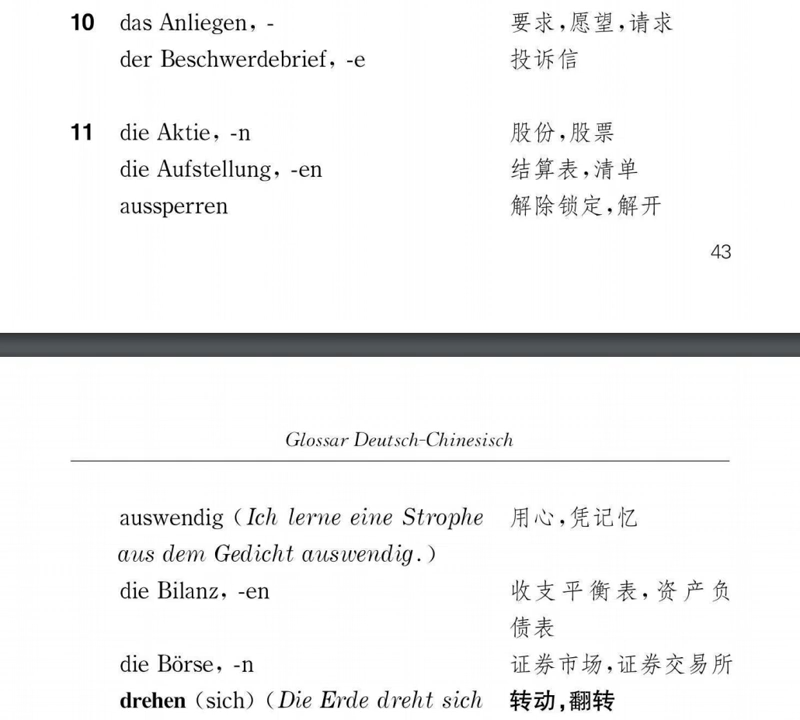 10 das Anliegen, - 要求,愿望,请求
der Beschwerdebrief, -e 投诉信
11 die Aktie, -n 股份,股票
die Aufstellung, -en 结算表,清单
aussperren 解除锁定,解开
43
Glossar Deutsch-Chinesisch
auswendig (Ich lerne eine Strophe 用心,凭记忆
aus dem Gedicht auswendig.)
die Bilanz, -en 收支平衡表,资产负
债表
die Börse, -n 证券市场,证券交易所
drehen (sich) (Die Erde dreht sich 转动,翻转